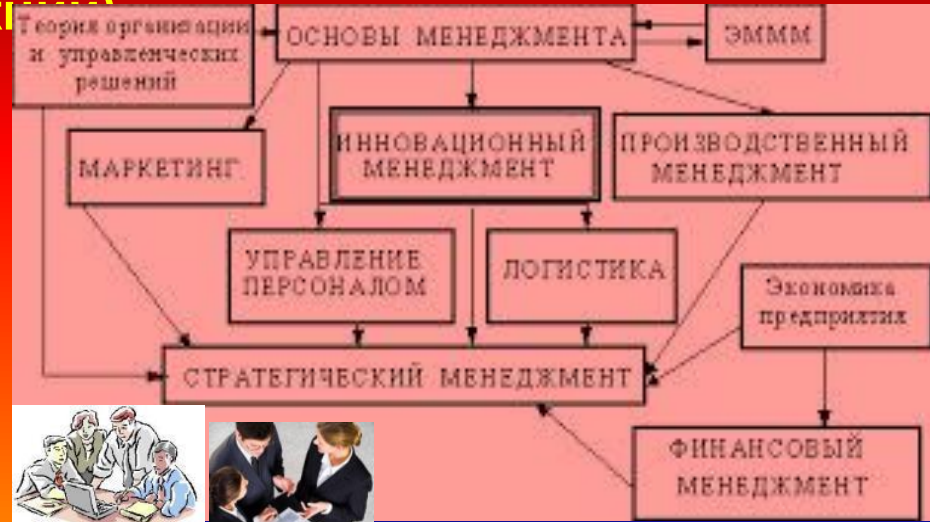 Теория организации
и управленческих
решений
ОСНОВЫ МЕНЕДЖМЕНТА
ЭМММ
МАРКЕТИНГ
ИННОВАЦИОННЫЙ
МЕНЕДЖМЕНТ
ПРОИЗВОДСТВЕННЫЙ
МЕНЕДЖМЕНТ
УПРАВЛЕНИЕ
ПЕРСОНАЛОМ
ЛОГИСТИКА
Экономика
предприятия
СТРАТЕГИЧЕСКИЙ МЕНЕДЖМЕНТ
ФИНАНСОВЫЙ
МЕНЕДЖМЕНТ